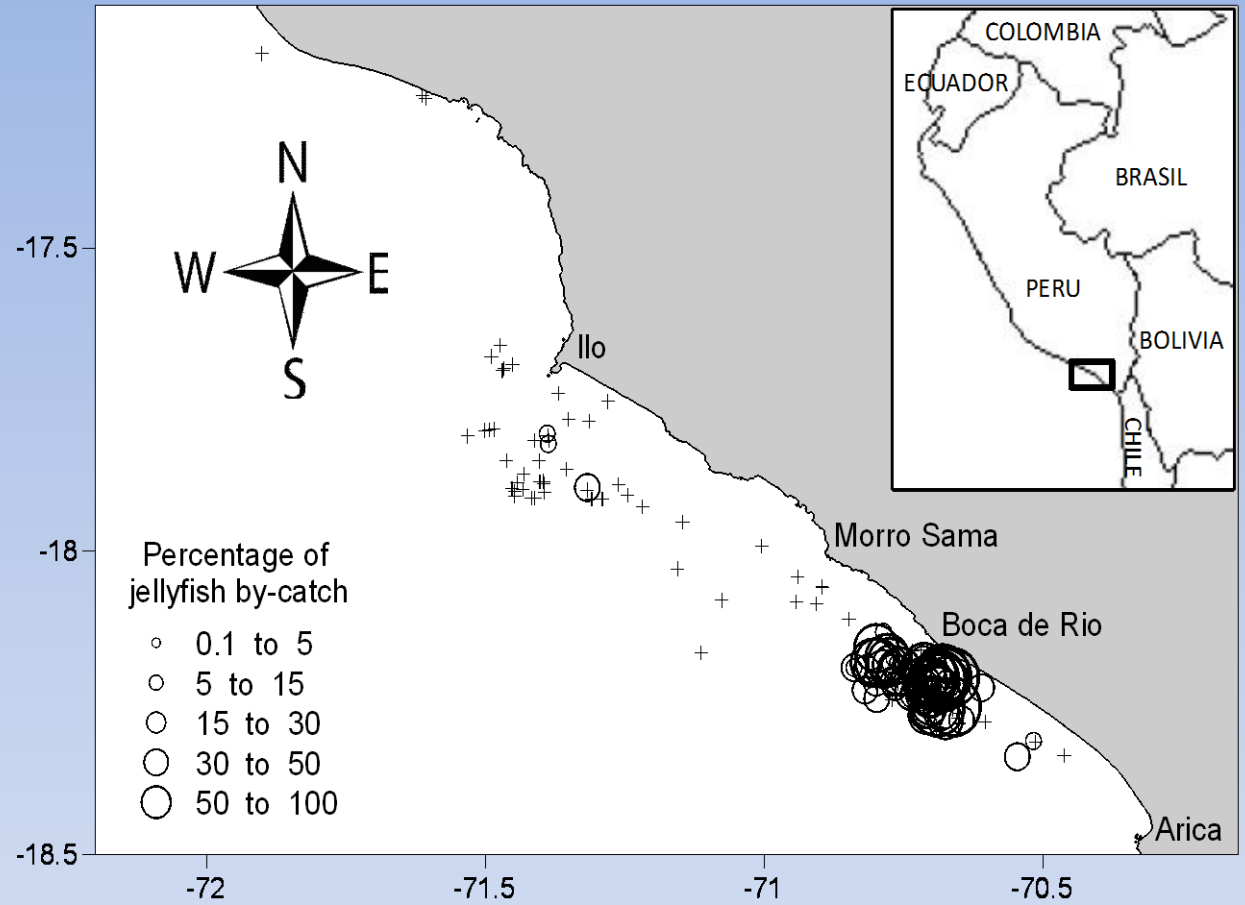 COLOMBIA
ECUADOR
BRASIL
PERU
BOLIVIA
CHILE
N
W E
S
-17.5
-18
-18.5
Ilo
Morro Sama
Boca de Rio
Arica
Percentage of
jellyfish by-catch
0.1 to 5
5 to 15
15 to 30
30 to 50
50 to 100
-72 -71.5 -71 -70.5